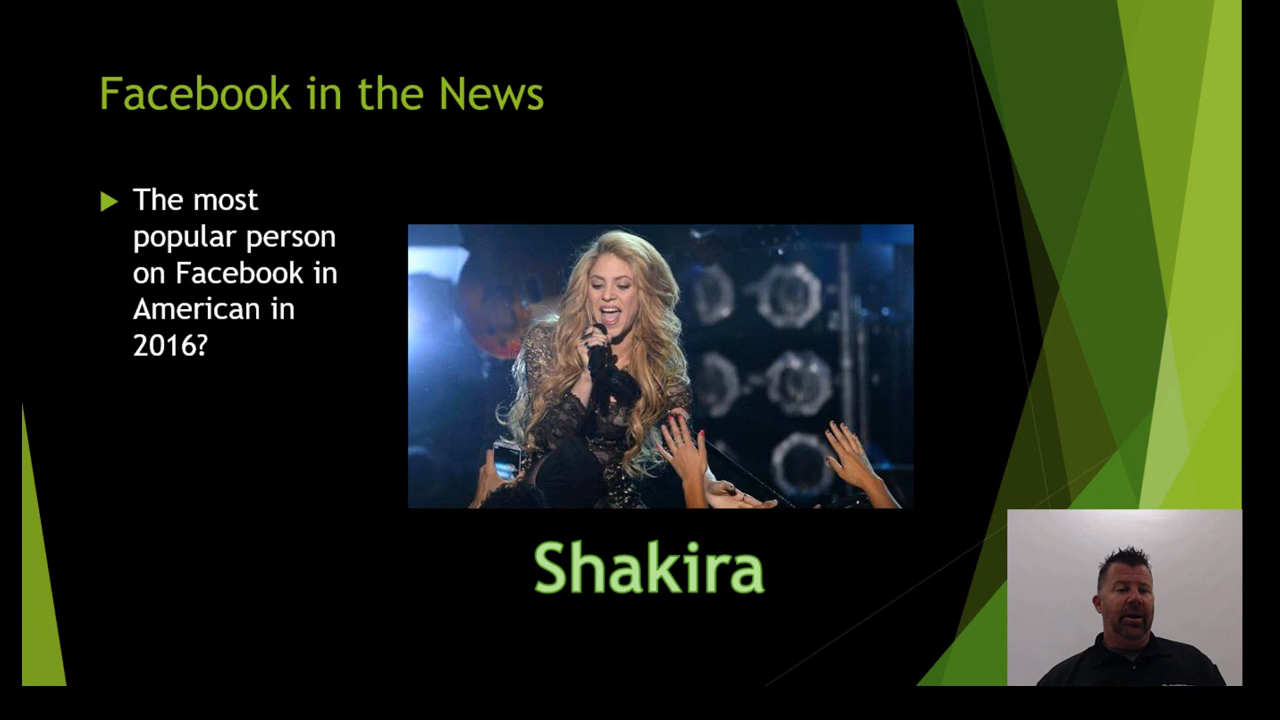 Facebook in the News
The most
popular person
on Facebook in
American in
2016?
Shakira